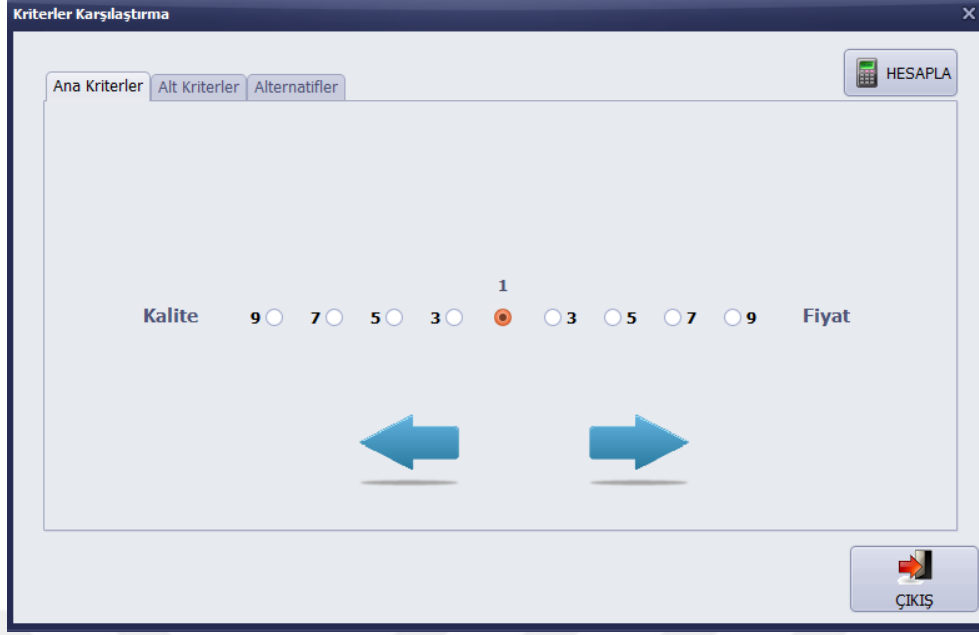 Kriterler Karşılaştırma
HESAPLA
Ana Kriterler Alt Kriterler Alternatifler
1
Kalite 9 7 5 3 3 5 7 9 Fiyat
ÇIKIŞ